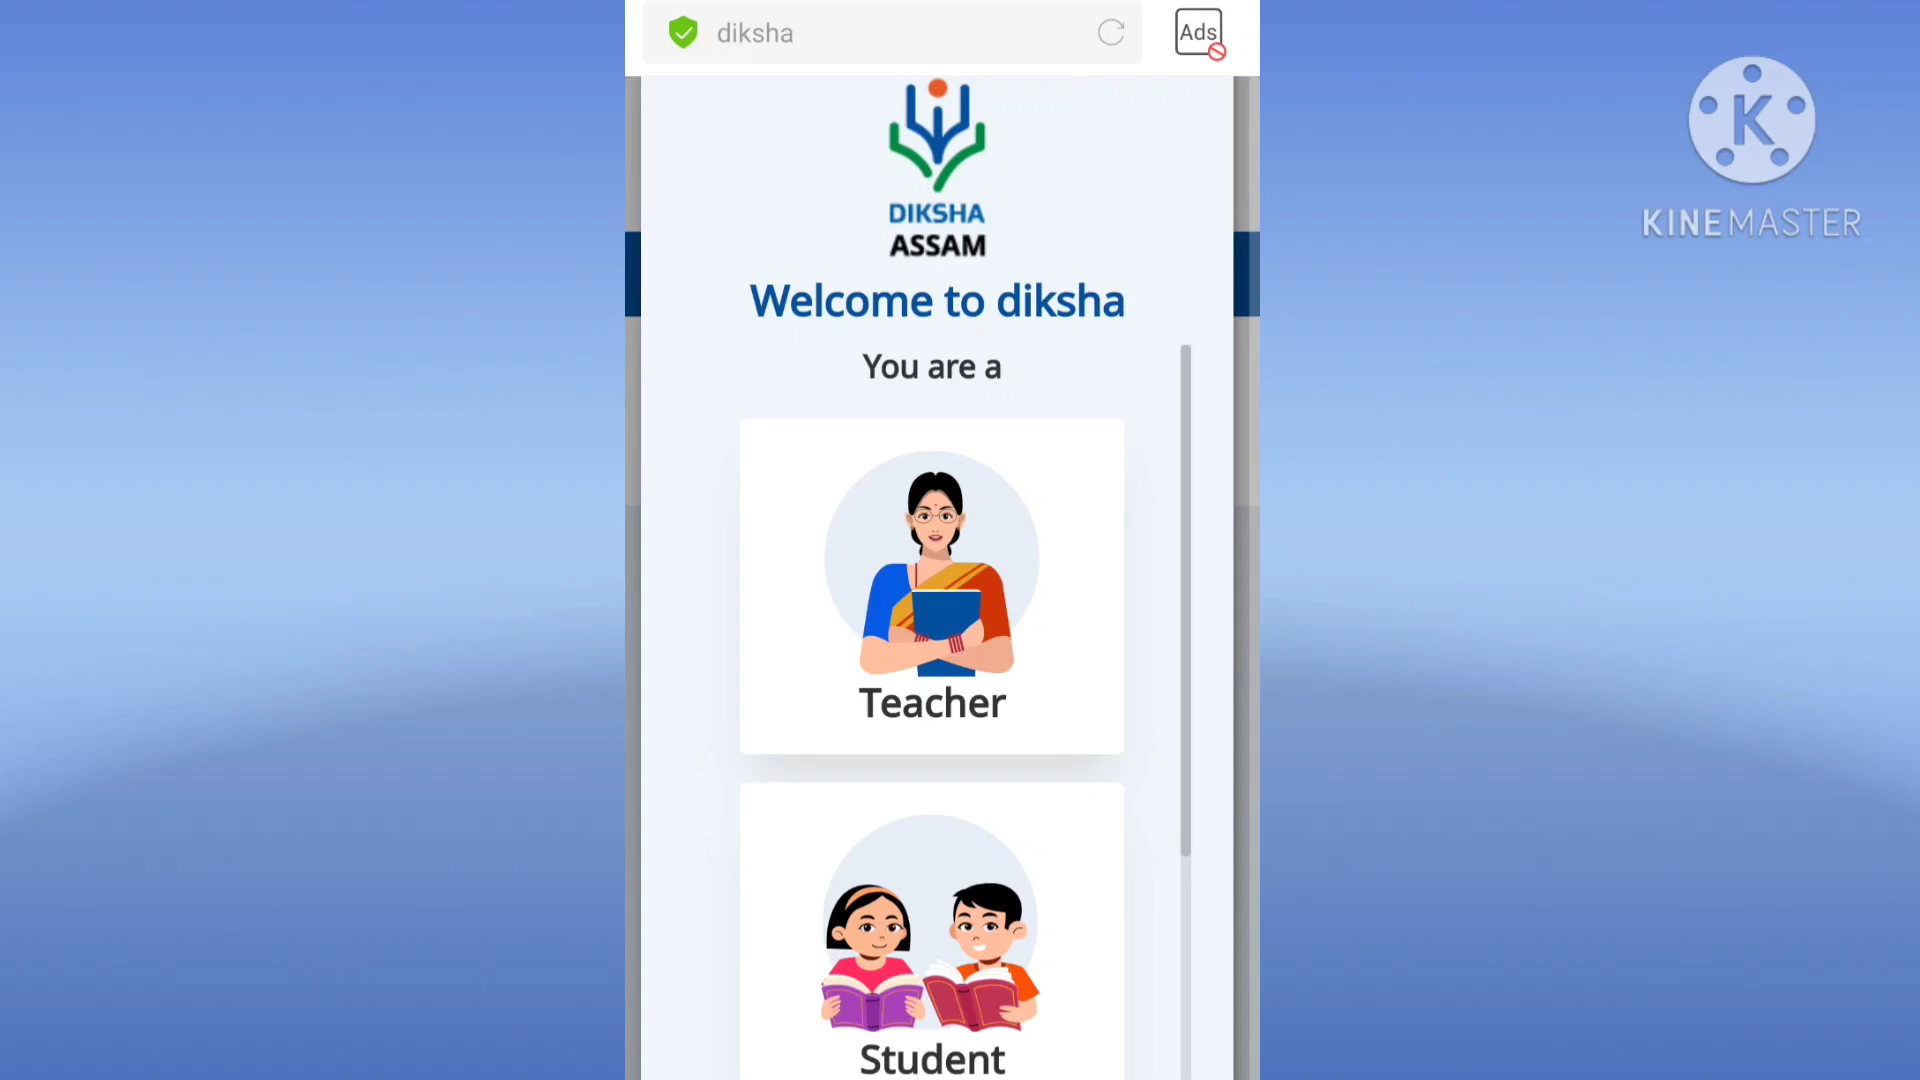 diksha
Ads
K
KINEMASTER
DIKSHA
ASSAM
Welcome to diksha
You are a
Teacher
Student